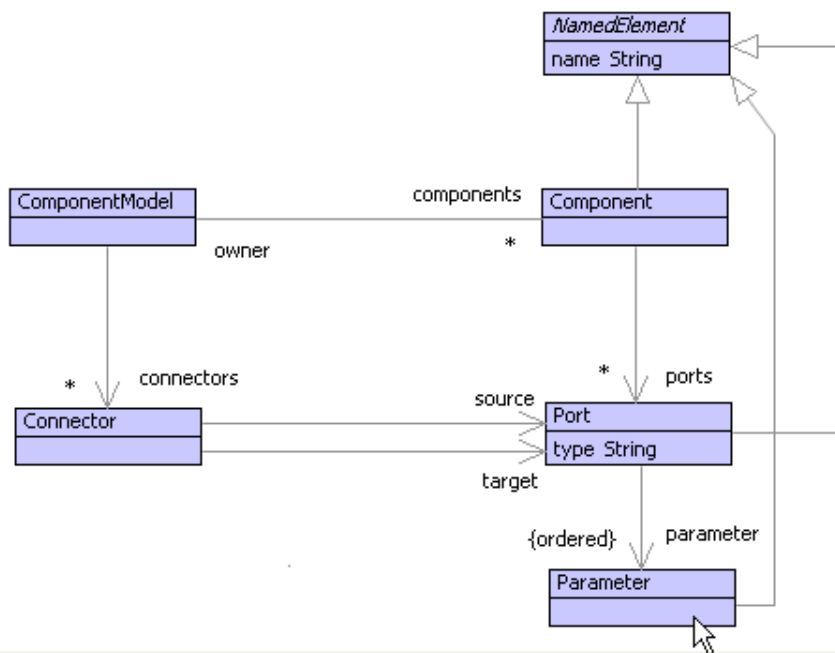 NamedElement
name String
ComponentModel
components
Component
owner
*
*
connectors
*
ports
Connector
source
Port
type String
target
{ordered}
parameter
Parameter